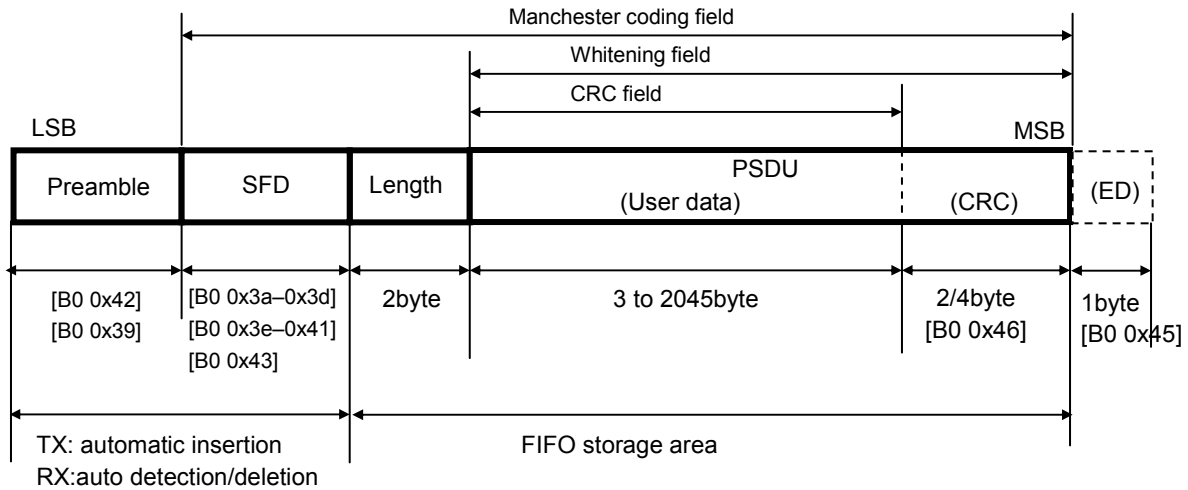 Manchester coding field
Whitening field
CRC field
LSB
MSB
Preamble
SFD
Length
PSDU
(User data)
(CRC)
(ED)
[B0 0x42]
[B0 0x39]
[B0 0x3a–0x3d]
[B0 0x3e–0x41]
[B0 0x43]
2byte
3 to 2045byte
2/4byte
[B0 0x46]
1byte
[B0 0x45]
TX: automatic insertion
RX:auto detection/deletion
FIFO storage area